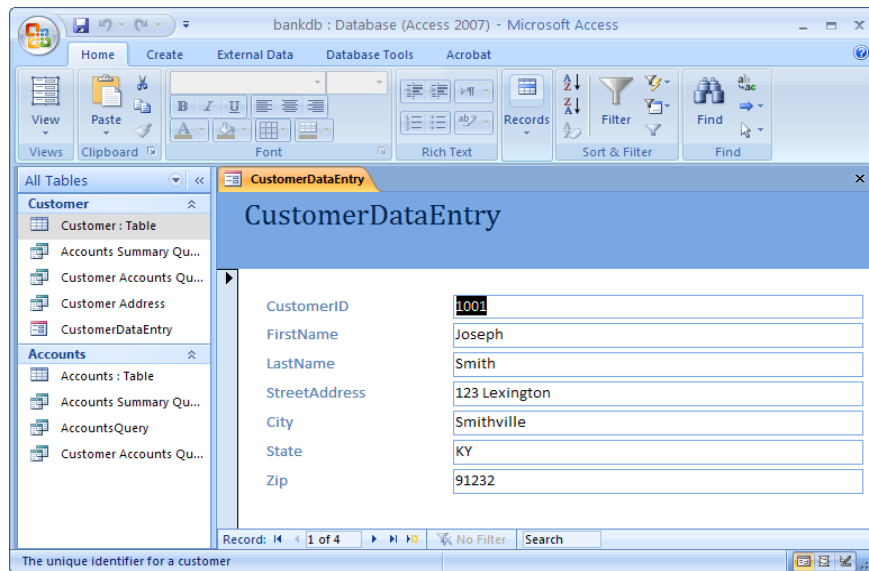 bankdb : Database (Access 2007) - Microsoft Access
Home Create External Data Database Tools Acrobat
View
Paste
B I U
Records
Filter
Find
Views Clipboard Font Rich Text Sort & Filter Find
All Tables
CustomerDataEntry
Customer
Customer : Table
Accounts Summary Qu...
Customer Accounts Qu...
Customer Address
CustomerDataEntry
Accounts
Accounts : Table
Accounts Summary Qu...
AccountsQuery
Customer Accounts Qu...
CustomerDataEntry
CustomerID 1001
FirstName Joseph
LastName Smith
StreetAddress 123 Lexington
City Smithville
State KY
Zip 91232
Record: 1 of 4 No Filter Search
The unique identifier for a customer